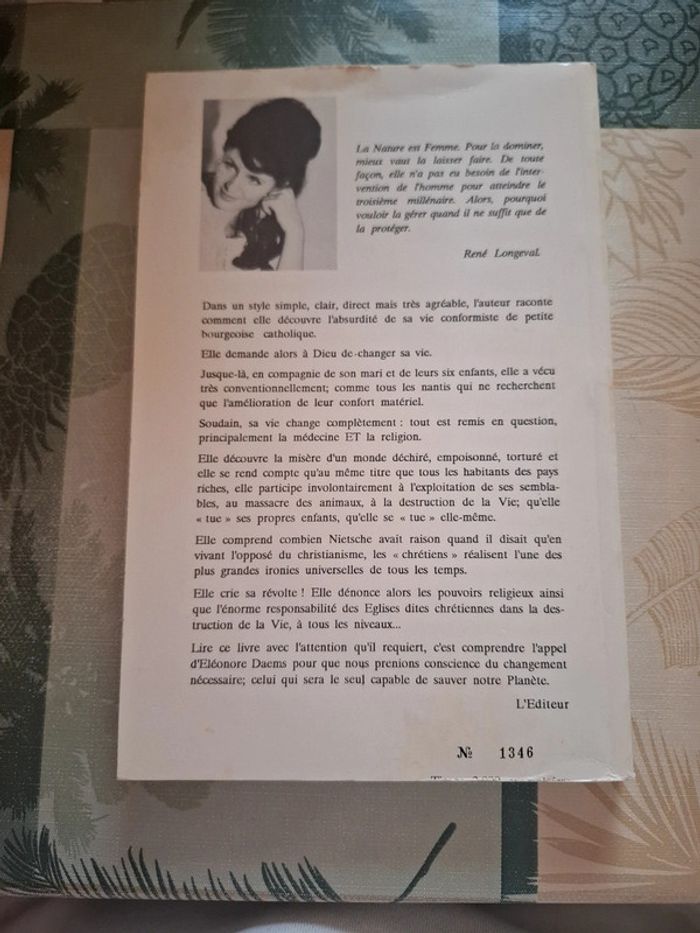 La Nature est Femme. Pour la dominer,
mieux vaut la laisser faire. De toute
façon, elle n'a pas eu besoin de l'inter-
vention de l'homme pour atteindre le
troisième millénaire. Alors, pourquoi
vouloir la gérer quand il ne suffit que de
la protéger.
René Longeval.
Dans un style simple, clair, direct mais très agréable, l'auteur raconte
comment elle découvre l'absurdité de sa vie conformiste de petite
bourgeoise catholique.
Elle demande alors à Dieu de-changer sa vie.
Jusque-là, en compagnie de son mari et de leurs six enfants, elle a vécu
très conventionnellement; comme tous les nantis qui ne recherchent
que l'amélioration de leur confort matériel.
Soudain, sa vie change complètement : tout est remis en question,
principalement la médecine ET la religion.
Elle découvre la misère d'un monde déchiré, empoisonné, torturé et
elle se rend compte qu'au même titre que tous les habitants des pays
riches, elle participe involontairement à l'exploitation de ses sembla-
bles, au massacre des animaux, à la destruction de la Vie; qu'elle
« tue » ses propres enfants, qu'elle se « tue » elle-même.
Elle comprend combien Nietsche avait raison quand il disait qu'en
vivant l'opposé du christianisme, les « chrétiens » réalisent l'une des
plus grandes ironies universelles de tous les temps.
Elle crie sa révolte ! Elle dénonce alors les pouvoirs religieux ainsi
que l'énorme responsabilité des Eglises dites chrétiennes dans la des-
truction de la Vie, à tous les niveaux...
Lire ce livre avec l'attention qu'il requiert, c'est comprendre l'appel
d'Eléonore Daems pour que nous prenions conscience du changement
nécessaire; celui qui sera le seul capable de sauver notre Planète.
L'Editeur
№ 1346